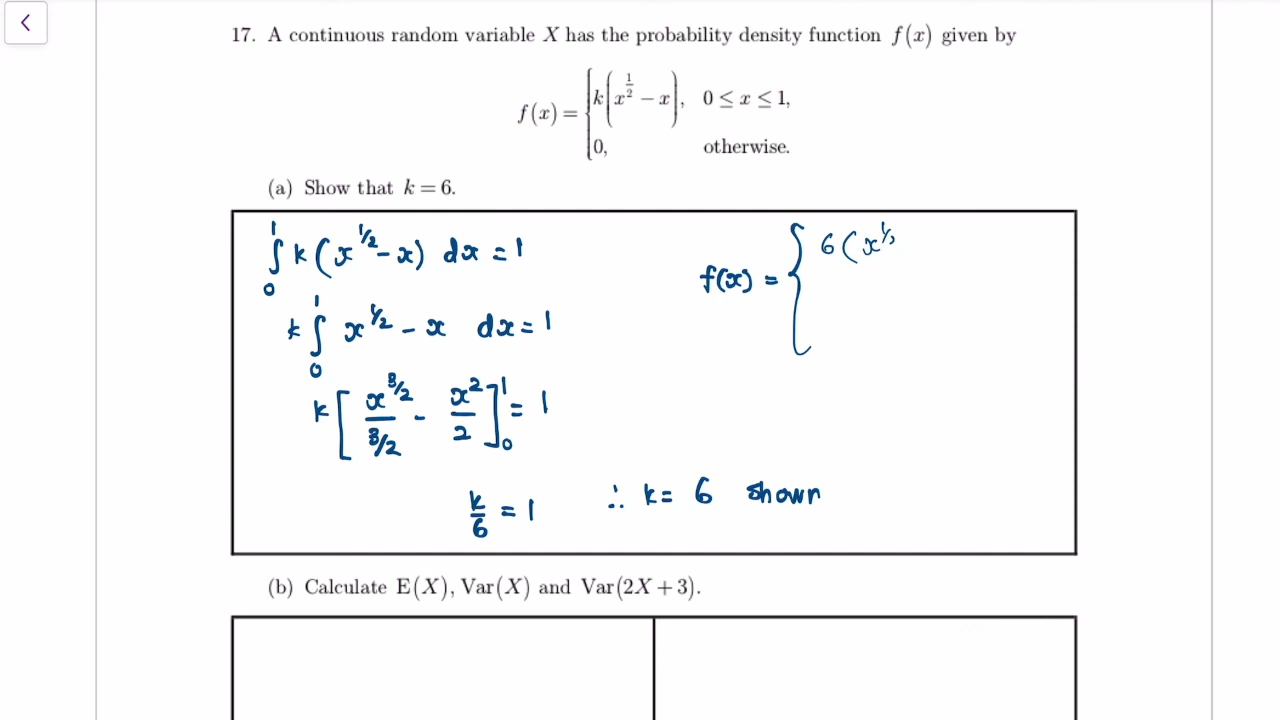 17. A continuous random variable X has the probability density function f(x) given by
f(x) = { k(x^{1/2} − x), 0 ≤ x ≤ 1,
0, otherwise.
(a) Show that k = 6.
∫₀¹ k(x^{1/2} − x) dx = 1
f(x) = { 6(x^{1/
k ∫₀¹ x^{1/2} − x dx = 1
k [ x^{3/2} / (3/2) − x²/2 ]₀¹ = 1
k/6 = 1 ∴ k = 6 shown
(b) Calculate E(X), Var(X) and Var(2X + 3).